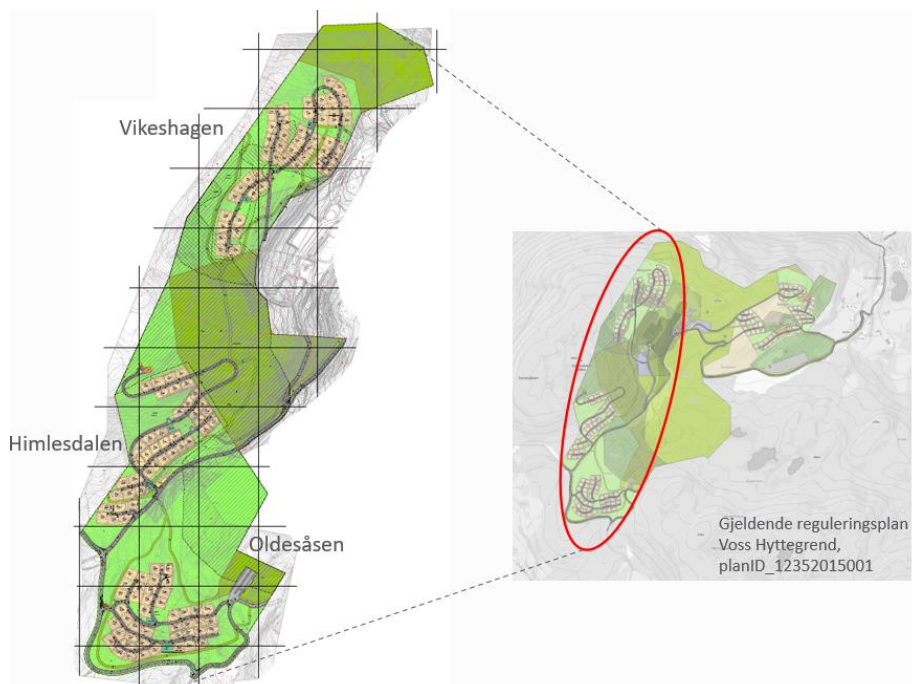 Vikeshagen
Himlesdalen
Oldesåsen
Gjeldende reguleringsplan
Voss Hyttegrend,
planID_12352015001